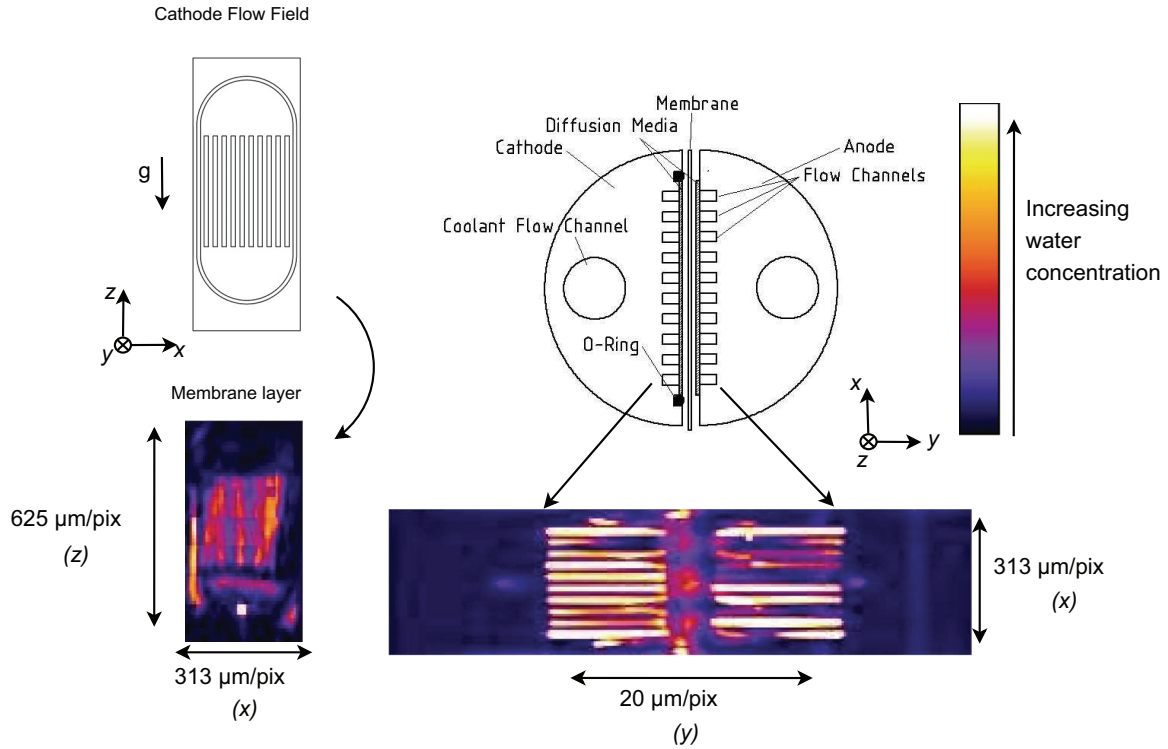 Cathode Flow Field
g
z
y
x
Membrane layer
625 µm/pix
(z)
313 µm/pix
(x)
Membrane
Diffusion Media
Cathode
Anode
Flow Channels
Coolant Flow Channel
O-Ring
x
y
z
Increasing
water
concentration
313 µm/pix
(x)
20 µm/pix
(y)